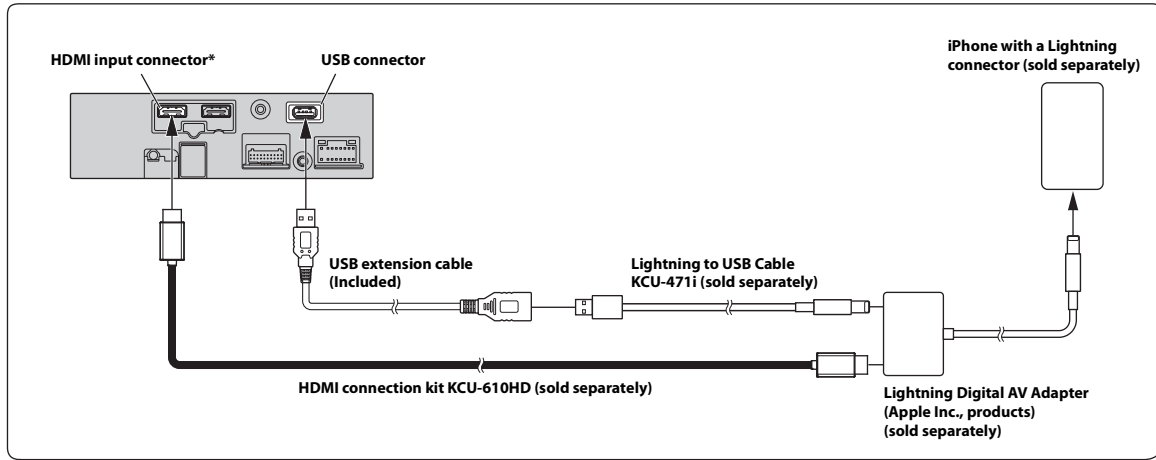 HDMI input connector*
USB connector
iPhone with a Lightning
connector (sold separately)
USB extension cable
(Included)
Lightning to USB Cable
KCU-471i (sold separately)
HDMI connection kit KCU-610HD (sold separately)
Lightning Digital AV Adapter
(Apple Inc., products)
(sold separately)